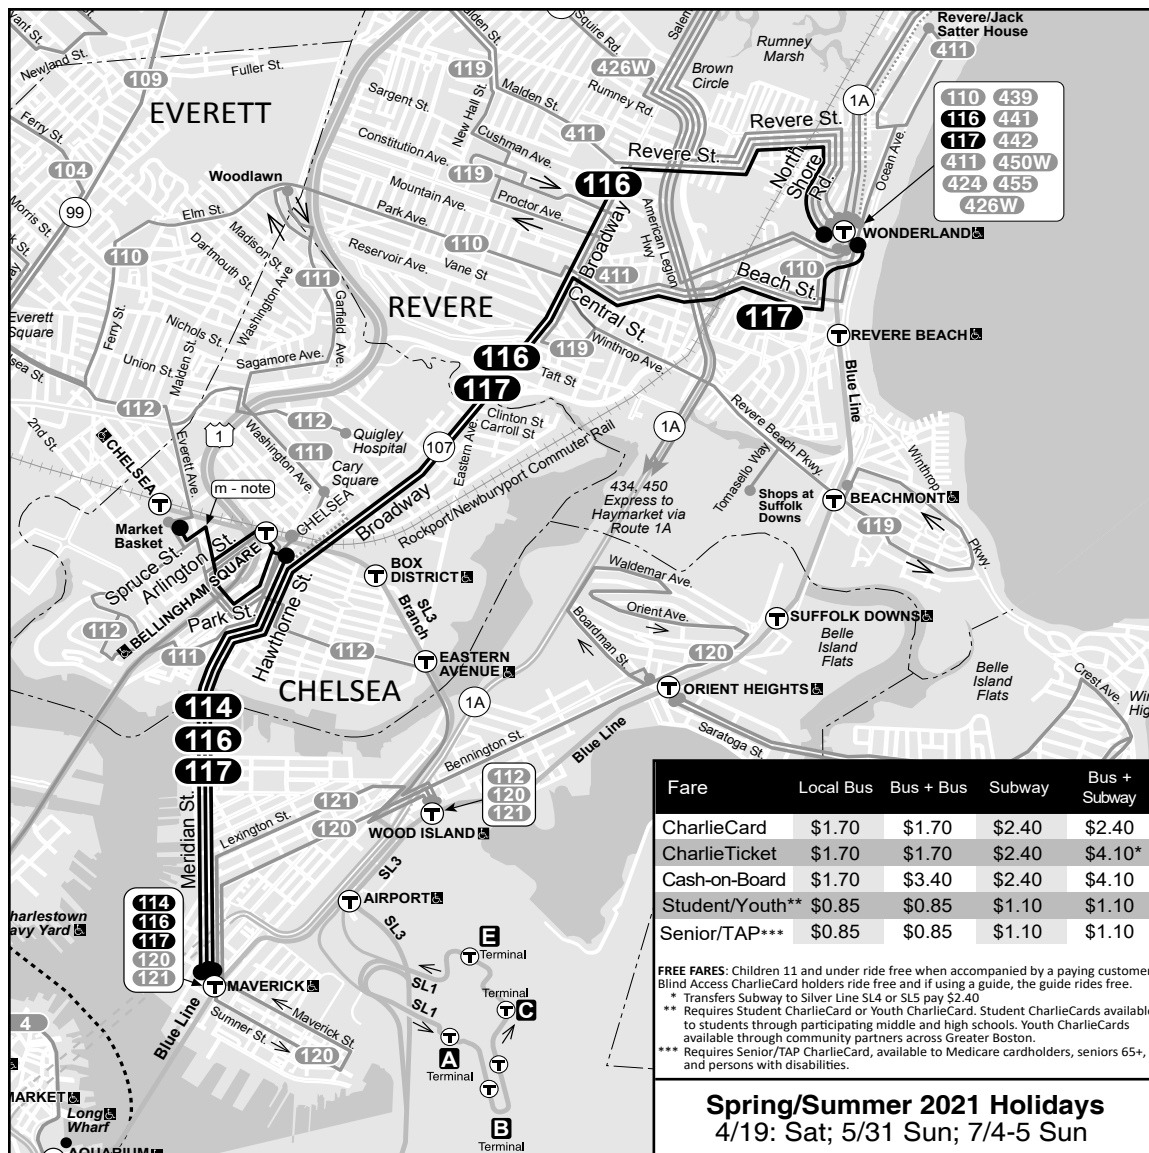 Newland St.
109
Fuller St.
EVERETT
Ferry St.
104
99
Morris St.
Woodlawn
Elm St.
110
Dartmouth St.
Madison St.
Washington Ave
111
Garfield Ave.
Everett
Square
Ferry St.
Nichols St.
Union St.
Malden St.
Sagamore Ave.
112
2nd St.
Everett Ave.
1
Washington Ave.
112
111
Quigley
Hospital
Cary
Square
Squire Rd.
426W
Rumney Rd.
119
Malden St.
New Hall St.
Sargent St.
Constitution Ave.
Cushman Ave.
411
119
Mountain Ave.
Proctor Ave.
Park Ave.
110
Reservoir Ave.
Vane St
REVERE
Brown
Circle
Rumney
Marsh
1A
Revere/Jack
Satter House
411
110 439
116 441
117 442
411 450W
424 455
426W
Revere St.
Revere St.
116
Broadway
North
Shore
Rd.
Ocean Ave.
American Legion
Hwy
WONDERLAND
411
Central St.
Beach St.
110
117
REVERE BEACH
Blue Line
116
117
119
Taft St
Winthrop Ave.
Clinton St
Carroll St
Eastern Ave.
107
Broadway
Rockport/Newburyport Commuter Rail
1A
434, 450
Express to
Haymarket via
Route 1A
Revere Beach Pkwy.
Tomasello Way
Shops at
Suffolk
Downs
BEACHMONT
119
Winthrop
Pkwy.
CHELSEA
m - note
Market
Basket
CHELSEA
Spruce St.
Arlington St.
BELLINGHAM SQUARE
Park St.
Hawthorne St.
112
111
112
BOX
DISTRICT
SL3
Branch
EASTERN
AVENUE
CHELSEA
1A
Waldemar Ave.
Orient Ave.
Boardman St.
120
SUFFOLK DOWNS
Belle
Island
Flats
Belle
Island
Flats
Crest Ave.
ORIENT HEIGHTS
Saratoga St.
Bennington St.
Blue Line
114
116
117
Meridian St.
Lexington St.
121
120
112
120
121
WOOD ISLAND
SL3
AIRPORT
SL3
114
116
117
120
121
MAVERICK
Blue Line
Sumner St.
Maverick St.
120
SL1
SL1
E
Terminal
Terminal
C
A
Terminal
B
Terminal
4
Long
Wharf
Fare Local Bus Bus + Bus Subway Bus + Subway
CharlieCard $1.70 $1.70 $2.40 $2.40
CharlieTicket $1.70 $1.70 $2.40 $4.10*
Cash-on-Board $1.70 $3.40 $2.40 $4.10
Student/Youth** $0.85 $0.85 $1.10 $1.10
Senior/TAP*** $0.85 $0.85 $1.10 $1.10
FREE FARES: Children 11 and under ride free when accompanied by a paying customer
Blind Access CharlieCard holders ride free and if using a guide, the guide rides free.
* Transfers Subway to Silver Line SL4 or SL5 pay $2.40
** Requires Student CharlieCard or Youth CharlieCard. Student CharlieCards available
to students through participating middle and high schools. Youth CharlieCards
available through community partners across Greater Boston.
*** Requires Senior/TAP CharlieCard, available to Medicare cardholders, seniors 65+,
and persons with disabilities.
Spring/Summer 2021 Holidays
4/19: Sat; 5/31 Sun; 7/4-5 Sun